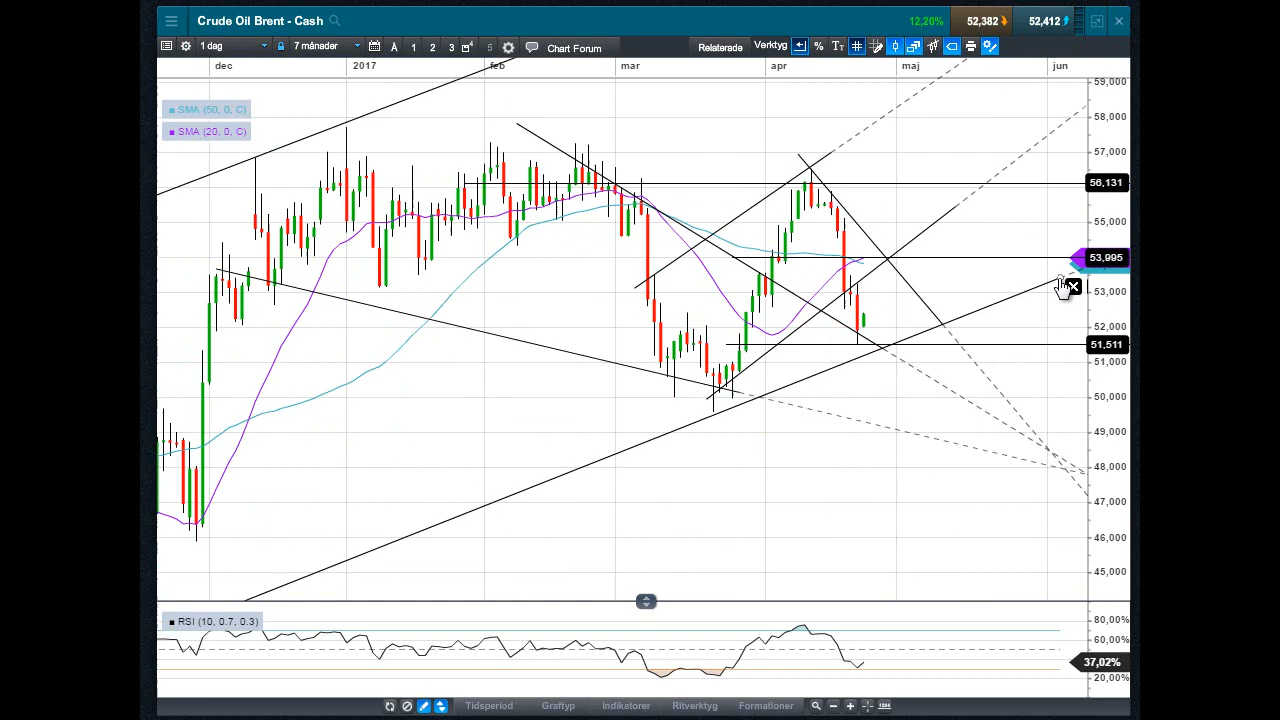 Crude Oil Brent - Cash
12,20% 52,382 52,412
1 dag 7 månader A 1 2 3 4 5 Chart Forum Relaterade Verktyg % Tт
dec 2017 feb mar apr maj jun
SMA (50, 0, C)
SMA (20, 0, C)
59,000
58,000
57,000
56,131
55,000
53,995
53,000
52,000
51,511
51,000
50,000
49,000
48,000
47,000
46,000
45,000
RSI (10, 0.7, 0.3)
80,00%
60,00%
37,02%
20,00%
Tidsperiod Graftyp Indikatorer Ritverktyg Formationer